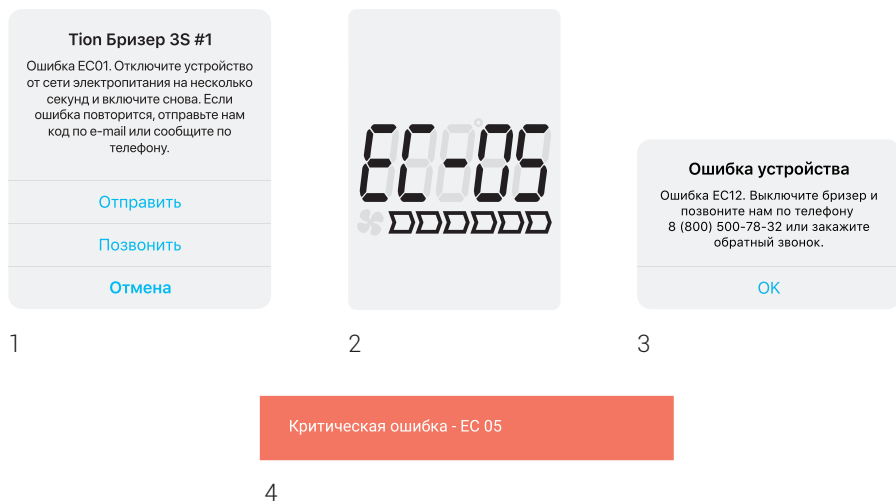 Tion Бризер 3S #1
Ошибка EC01. Отключите устройство
от сети электропитания на несколько
секунд и включите снова. Если
ошибка повторится, отправьте нам
код по e-mail или сообщите по
телефону.
Отправить
Позвонить
Отмена
1
EC-05
2
Ошибка устройства
Ошибка EC12. Выключите бризер и
позвоните нам по телефону
8 (800) 500-78-32 или закажите
обратный звонок.
OK
3
Критическая ошибка - EC 05
4